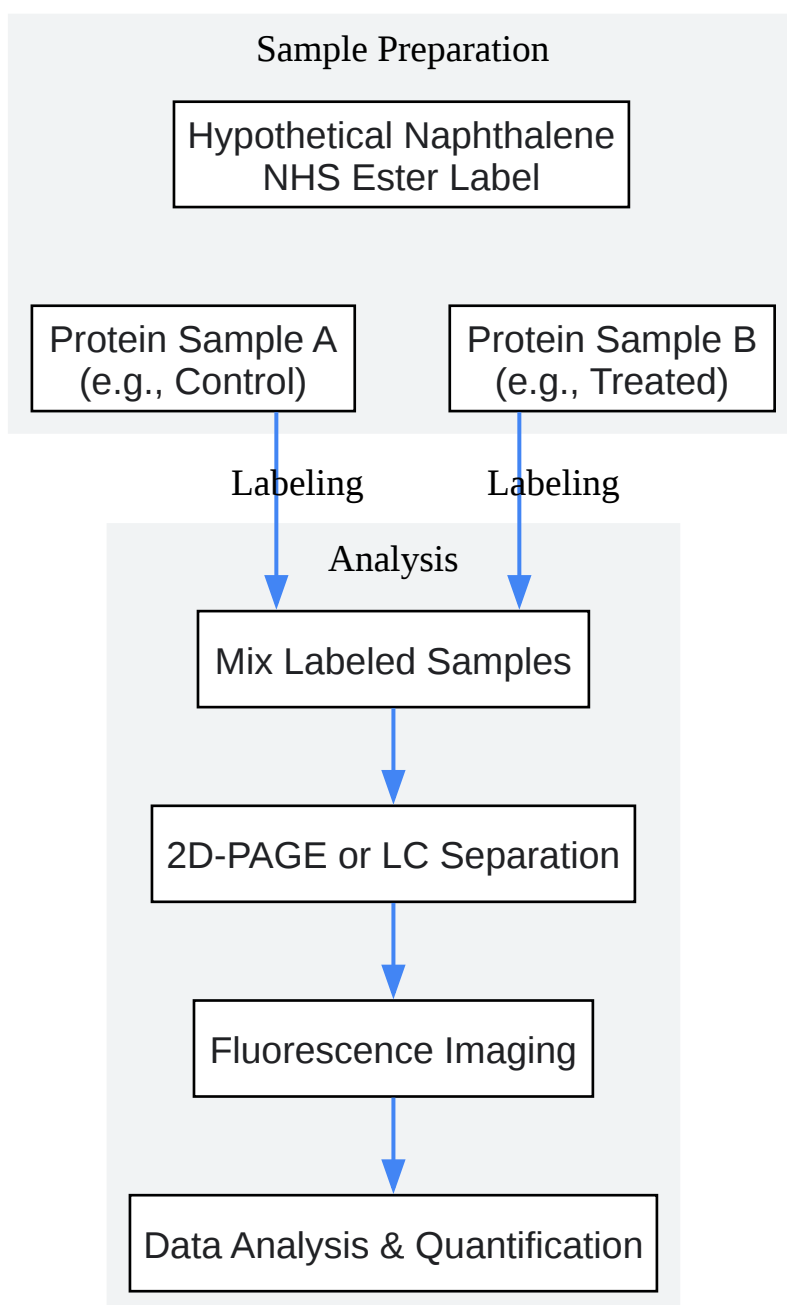 Sample Preparation
Hypothetical Naphthalene
NHS Ester Label
Protein Sample A
(e.g., Control)
Protein Sample B
(e.g., Treated)
Labeling
Labeling
Analysis
Mix Labeled Samples
2D-PAGE or LC Separation
Fluorescence Imaging
Data Analysis & Quantification